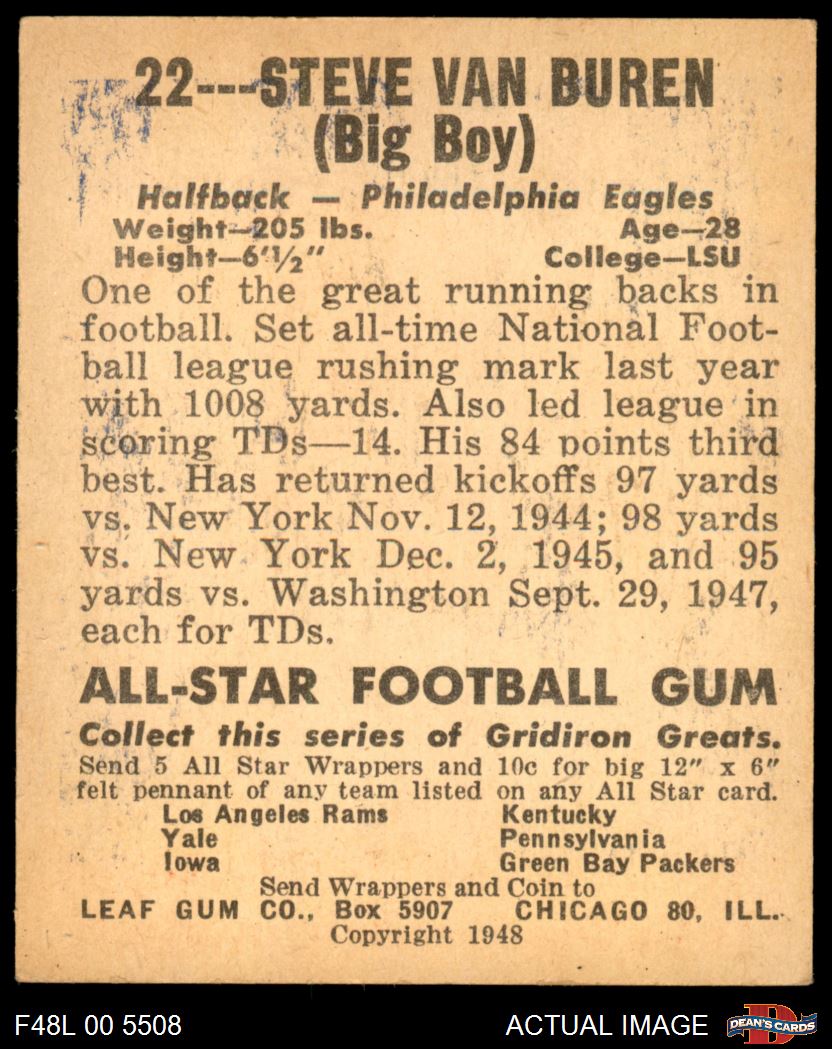 22---STEVE VAN BUREN
(Big Boy)
Halfback — Philadelphia Eagles
Weight—205 lbs. Age—28
Height—6'½" College—LSU
One of the great running backs in
football. Set all-time National Foot-
ball league rushing mark last year
with 1008 yards. Also led league in
scoring TDs—14. His 84 points third
best. Has returned kickoffs 97 yards
vs. New York Nov. 12, 1944; 98 yards
vs. New York Dec. 2, 1945, and 95
yards vs. Washington Sept. 29, 1947,
each for TDs.
ALL-STAR FOOTBALL GUM
Collect this series of Gridiron Greats.
Send 5 All Star Wrappers and 10c for big 12" x 6"
felt pennant of any team listed on any All Star card.
Los Angeles Rams Kentucky
Yale Pennsylvania
Iowa Green Bay Packers
Send Wrappers and Coin to
LEAF GUM CO., Box 5907 CHICAGO 80, ILL.
Copyright 1948
F48L 00 5508 ACTUAL IMAGE D DEAN'S CARDS